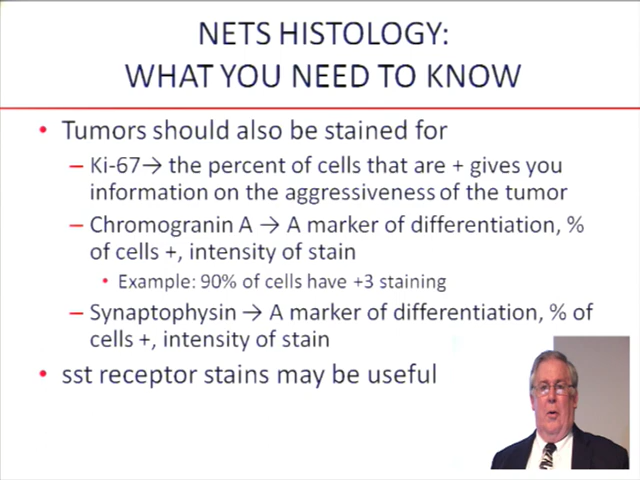 NETS HISTOLOGY:
WHAT YOU NEED TO KNOW
• Tumors should also be stained for
– Ki-67→ the percent of cells that are + gives you
information on the aggressiveness of the tumor
– Chromogranin A → A marker of differentiation, %
of cells +, intensity of stain
• Example: 90% of cells have +3 staining
– Synaptophysin → A marker of differentiation, % of
cells +, intensity of stain
• sst receptor stains may be useful